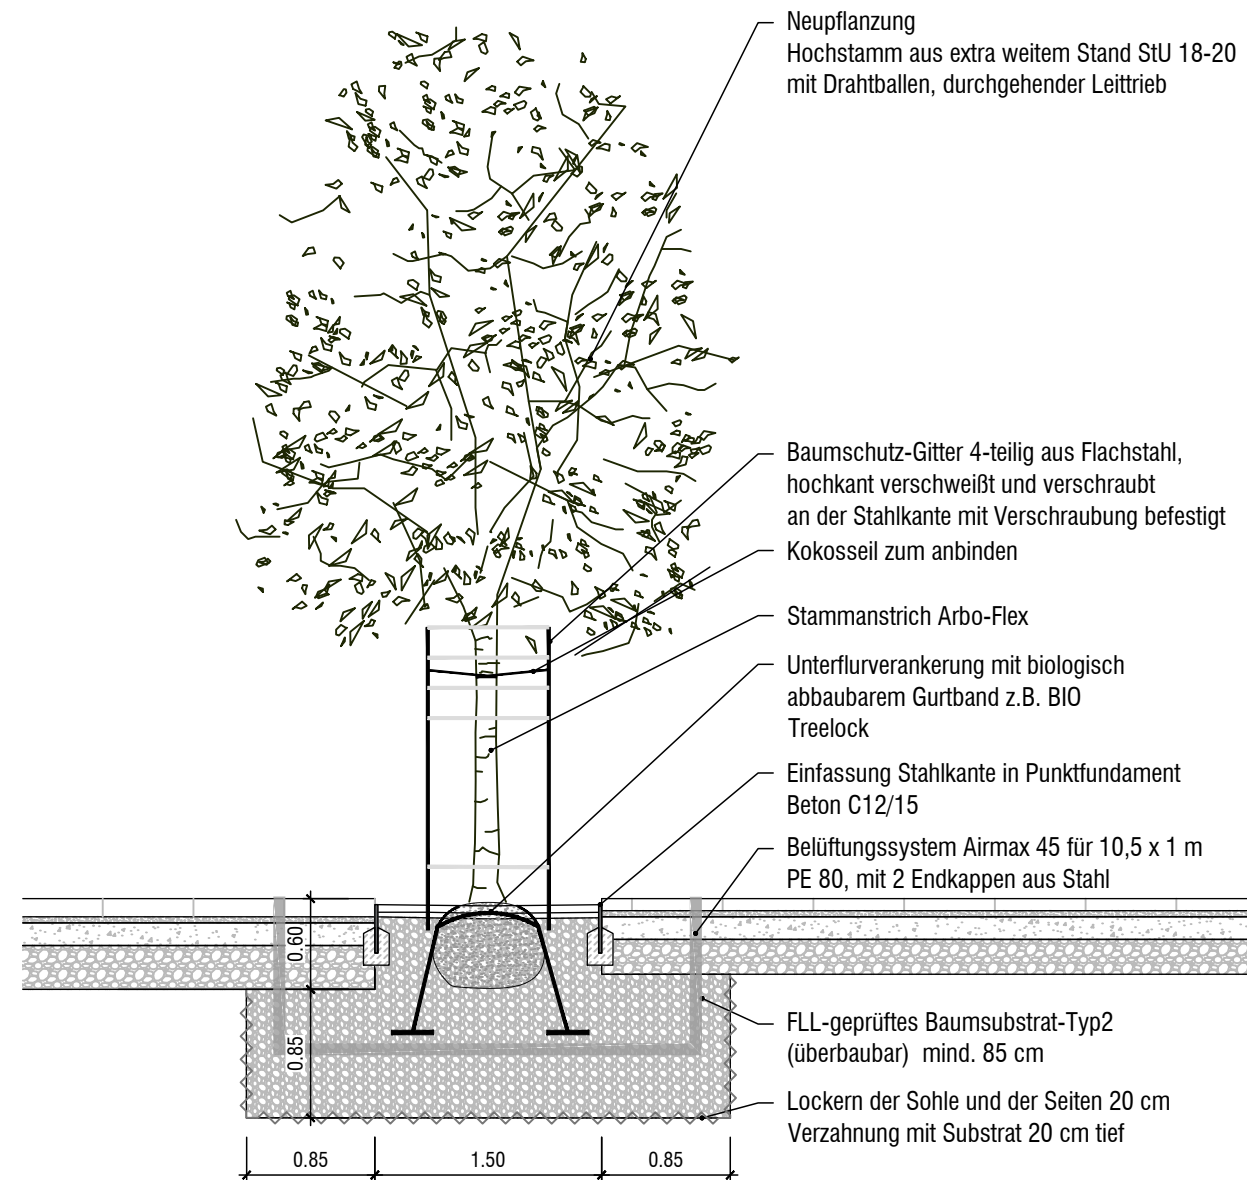 Neupflanzung
Hochstamm aus extra weitem Stand StU 18-20
mit Drahtballen, durchgehender Leittrieb
Baumschutz-Gitter 4-teilig aus Flachstahl,
hochkant verschweißt und verschraubt
an der Stahlkante mit Verschraubung befestigt
Kokosseil zum anbinden
Stammanstrich Arbo-Flex
Unterflurverankerung mit biologisch
abbaubarem Gurtband z.B. BIO
Treelock
Einfassung Stahlkante in Punktfundament
Beton C12/15
Belüftungssystem Airmax 45 für 10,5 x 1 m
PE 80, mit 2 Endkappen aus Stahl
0.60
0.85
FLL-geprüftes Baumsubstrat-Typ2
(überbaubar) mind. 85 cm
Lockern der Sohle und der Seiten 20 cm
Verzahnung mit Substrat 20 cm tief
0.85
1.50
0.85